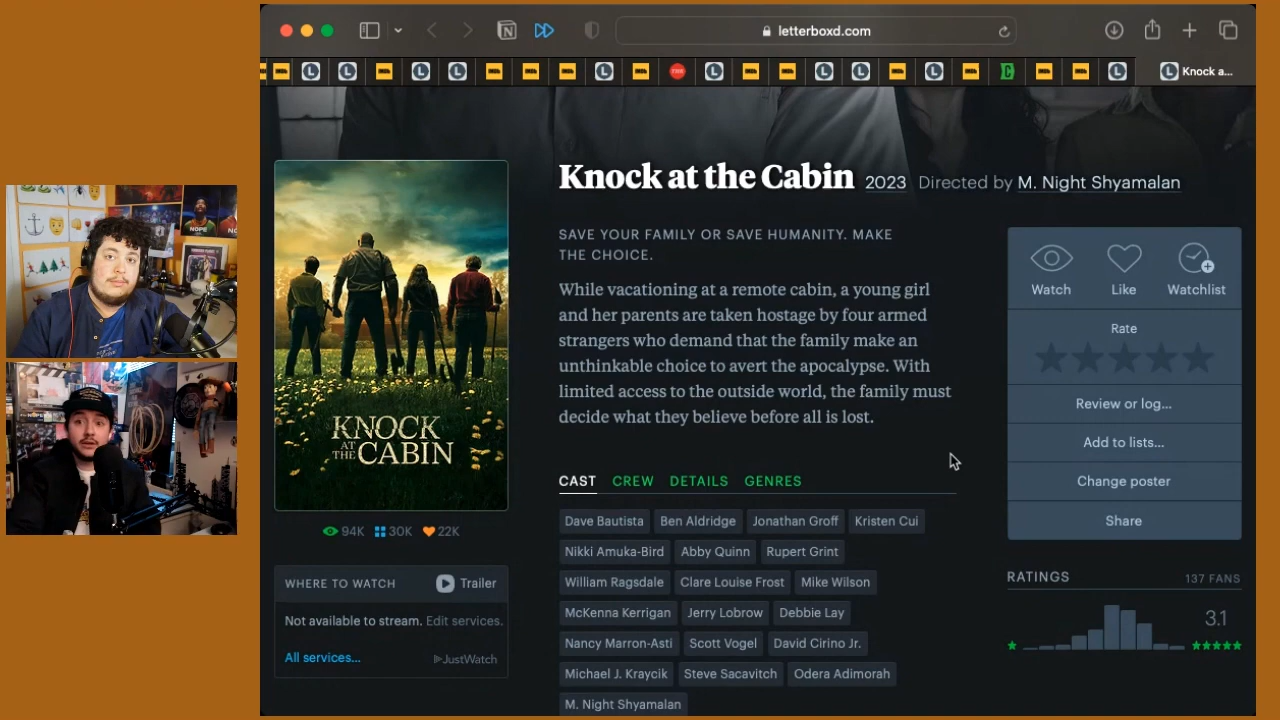 letterboxd.com
Knock a...
NOPE
Knock at the Cabin 2023 Directed by M. Night Shyamalan
SAVE YOUR FAMILY OR SAVE HUMANITY. MAKE
THE CHOICE.
While vacationing at a remote cabin, a young girl
and her parents are taken hostage by four armed
strangers who demand that the family make an
unthinkable choice to avert the apocalypse. With
limited access to the outside world, the family must
decide what they believe before all is lost.
Watch Like Watchlist
Rate
Review or log...
Add to lists...
Change poster
Share
KNOCK
AT THE CABIN
94K 30K 22K
CAST CREW DETAILS GENRES
Dave Bautista Ben Aldridge Jonathan Groff Kristen Cui
Nikki Amuka-Bird Abby Quinn Rupert Grint
William Ragsdale Clare Louise Frost Mike Wilson
McKenna Kerrigan Jerry Lobrow Debbie Lay
Nancy Marron-Asti Scott Vogel David Cirino Jr.
Michael J. Kraycik Steve Sacavitch Odera Adimorah
M. Night Shyamalan
WHERE TO WATCH Trailer
Not available to stream. Edit services.
All services... JustWatch
RATINGS 137 FANS
3.1